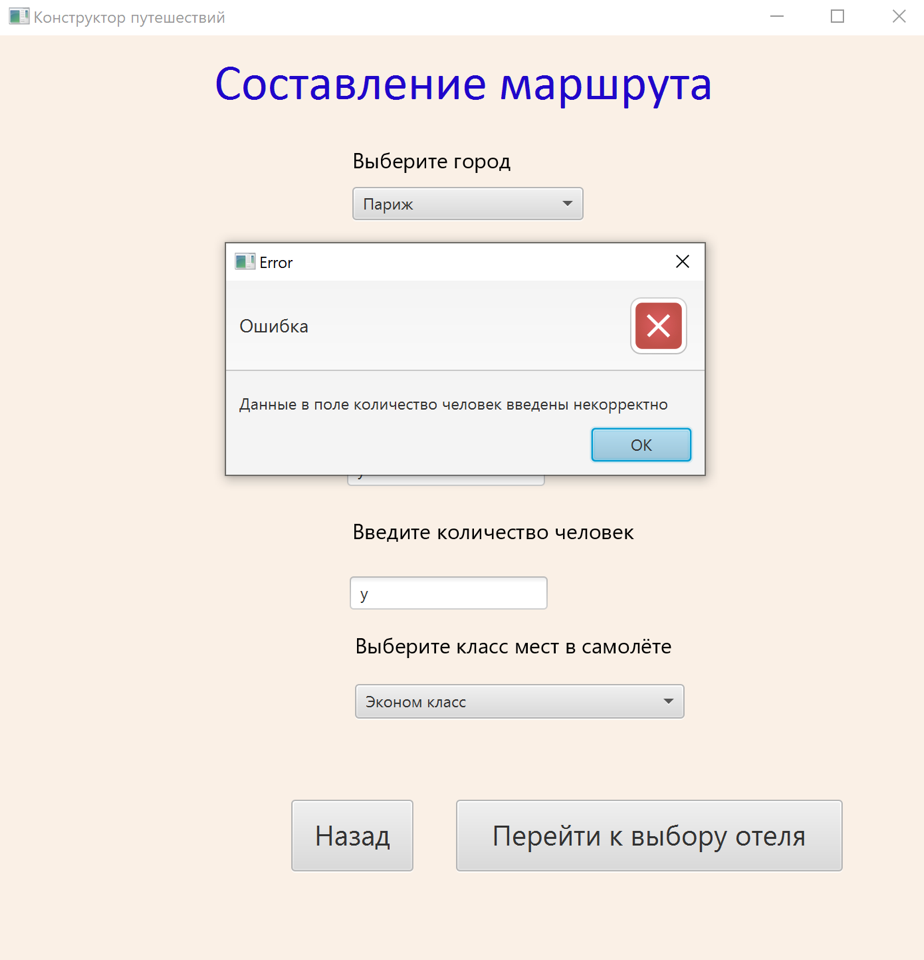 Конструктор путешествий
Составление маршрута
Выберите город
Париж
Error
Ошибка
Данные в поле количество человек введены некорректно
OK
Введите количество человек
у
Выберите класс мест в самолёте
Эконом класс
Назад
Перейти к выбору отеля